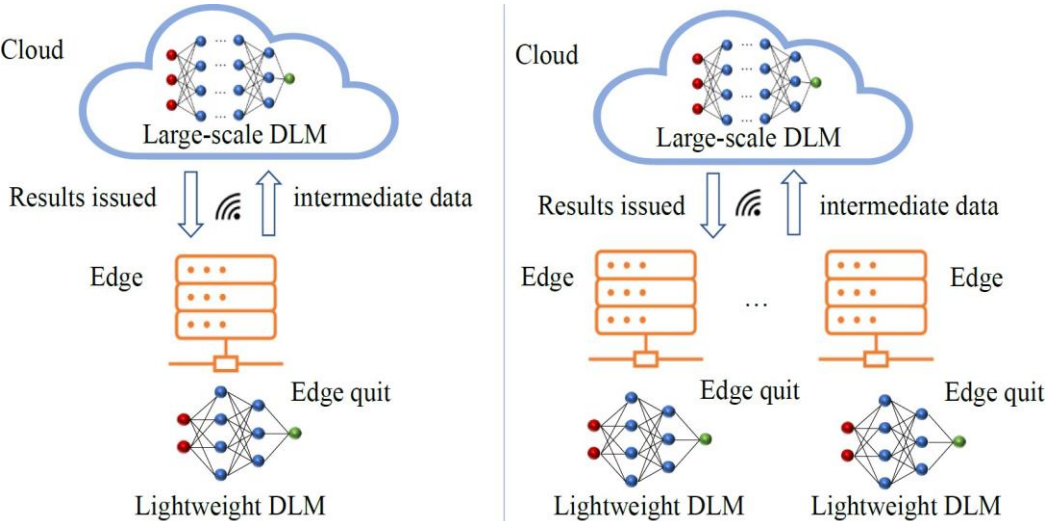 Cloud
Large-scale DLM
Results issued
intermediate data
Edge
Edge quit
Lightweight DLM
Cloud
Large-scale DLM
Results issued
intermediate data
Edge
...
Edge
Edge quit
Edge quit
Lightweight DLM
Lightweight DLM